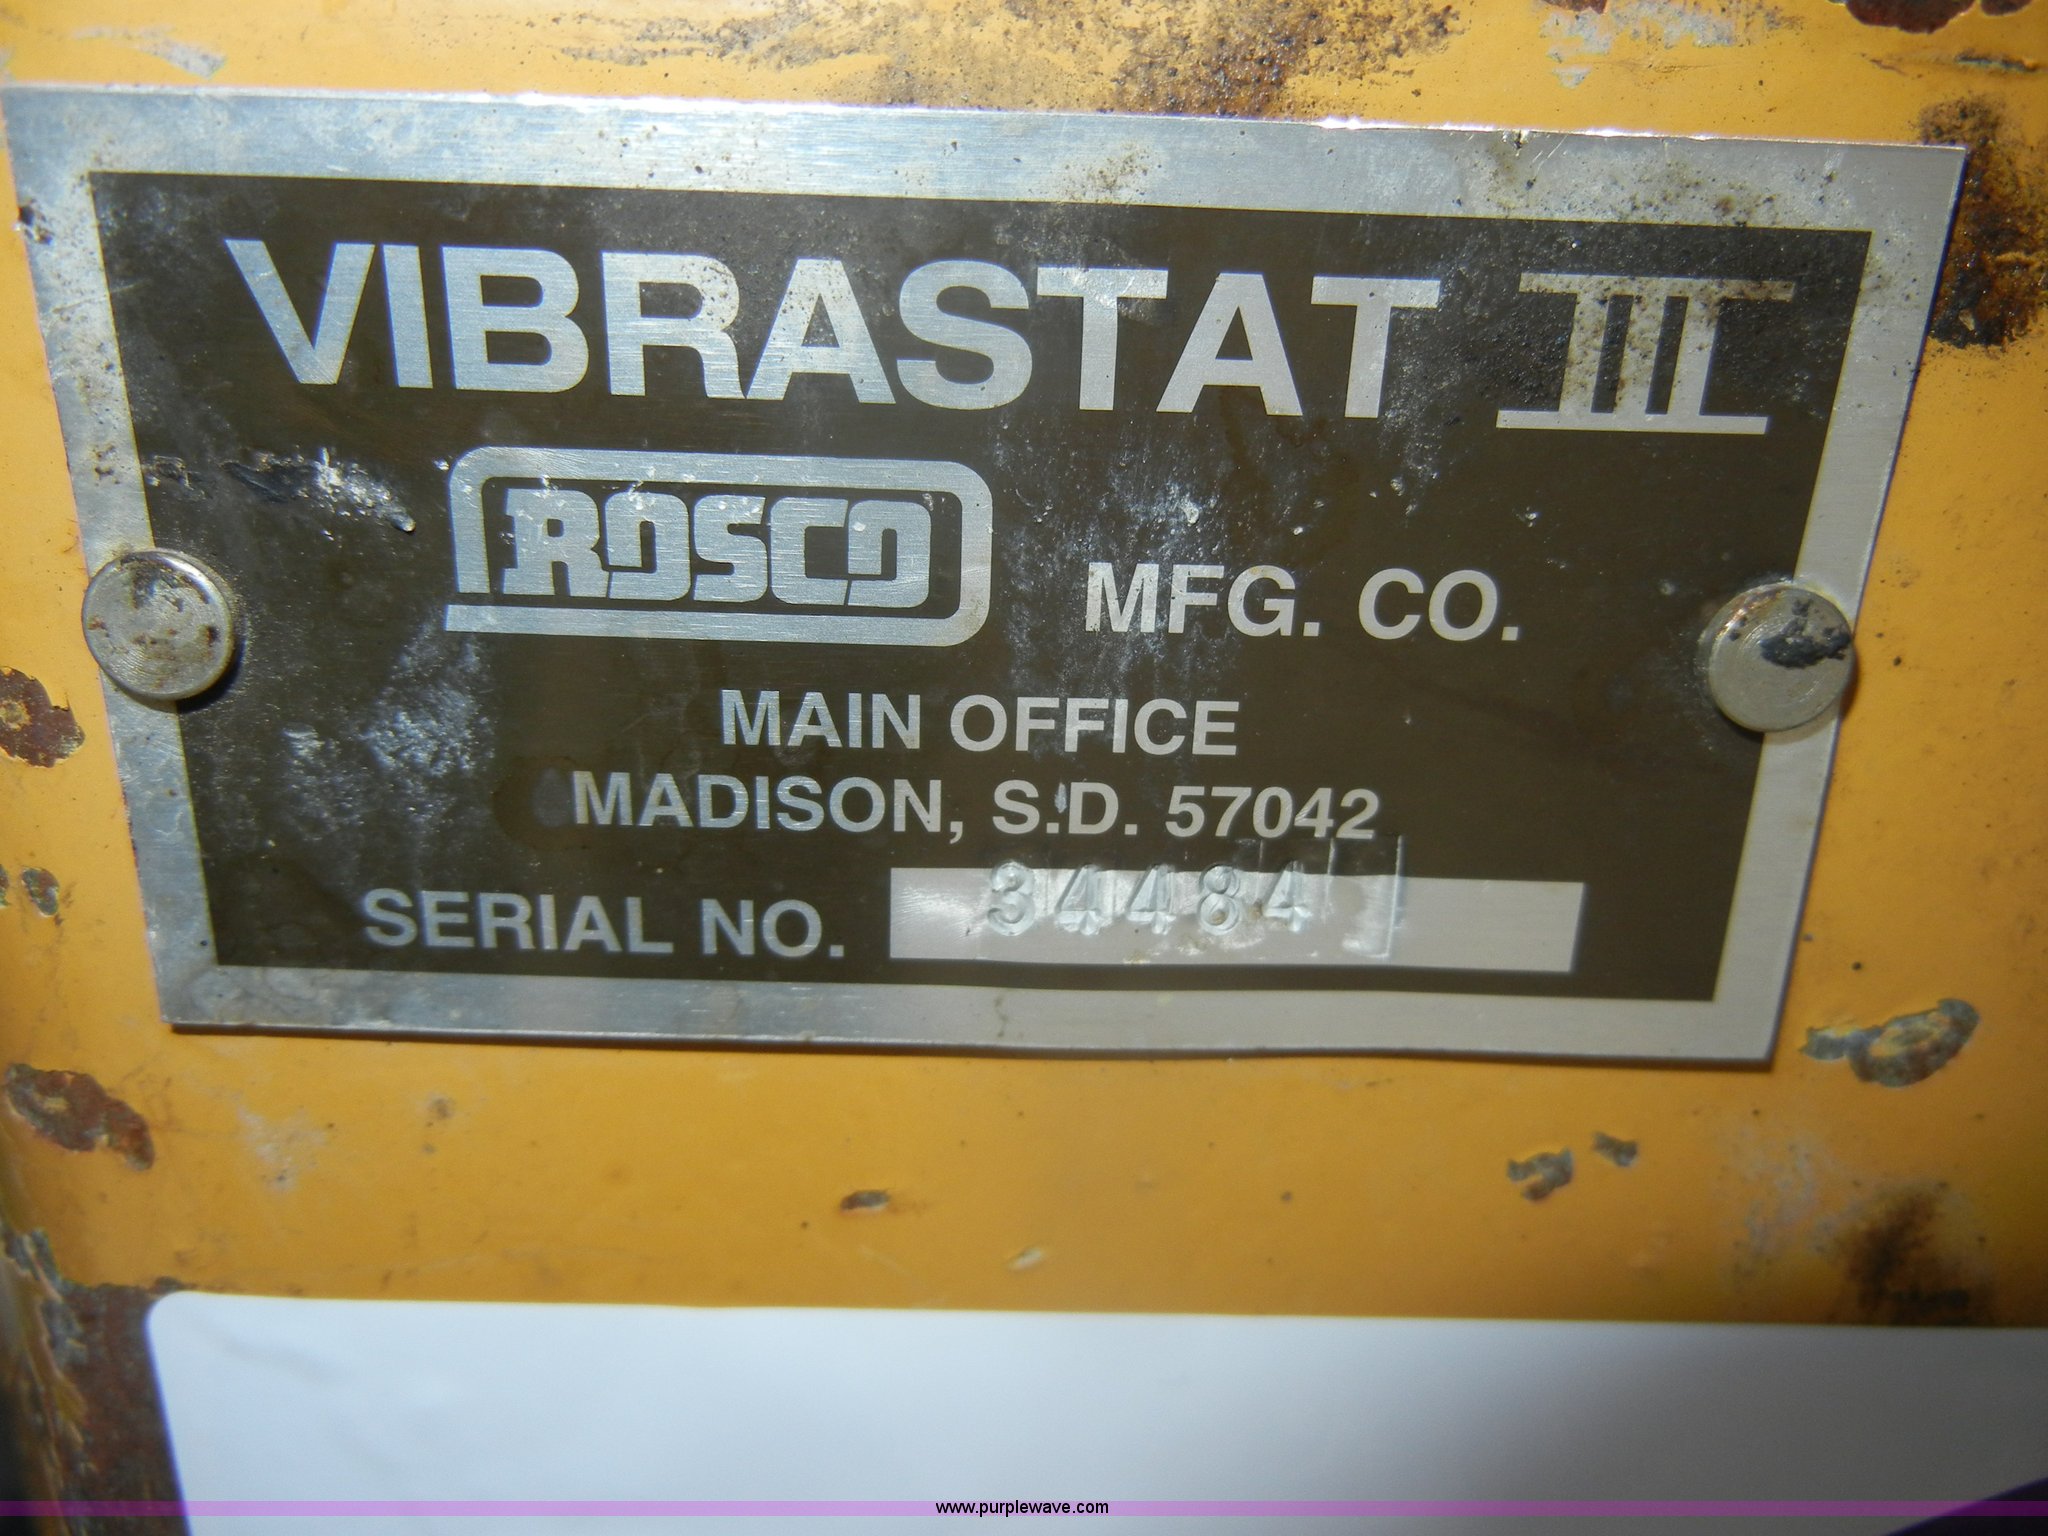 VIBRASTAT III
ROSCO MFG. CO.
MAIN OFFICE
MADISON, S.D. 57042
SERIAL NO. 34484
www.purplewave.com